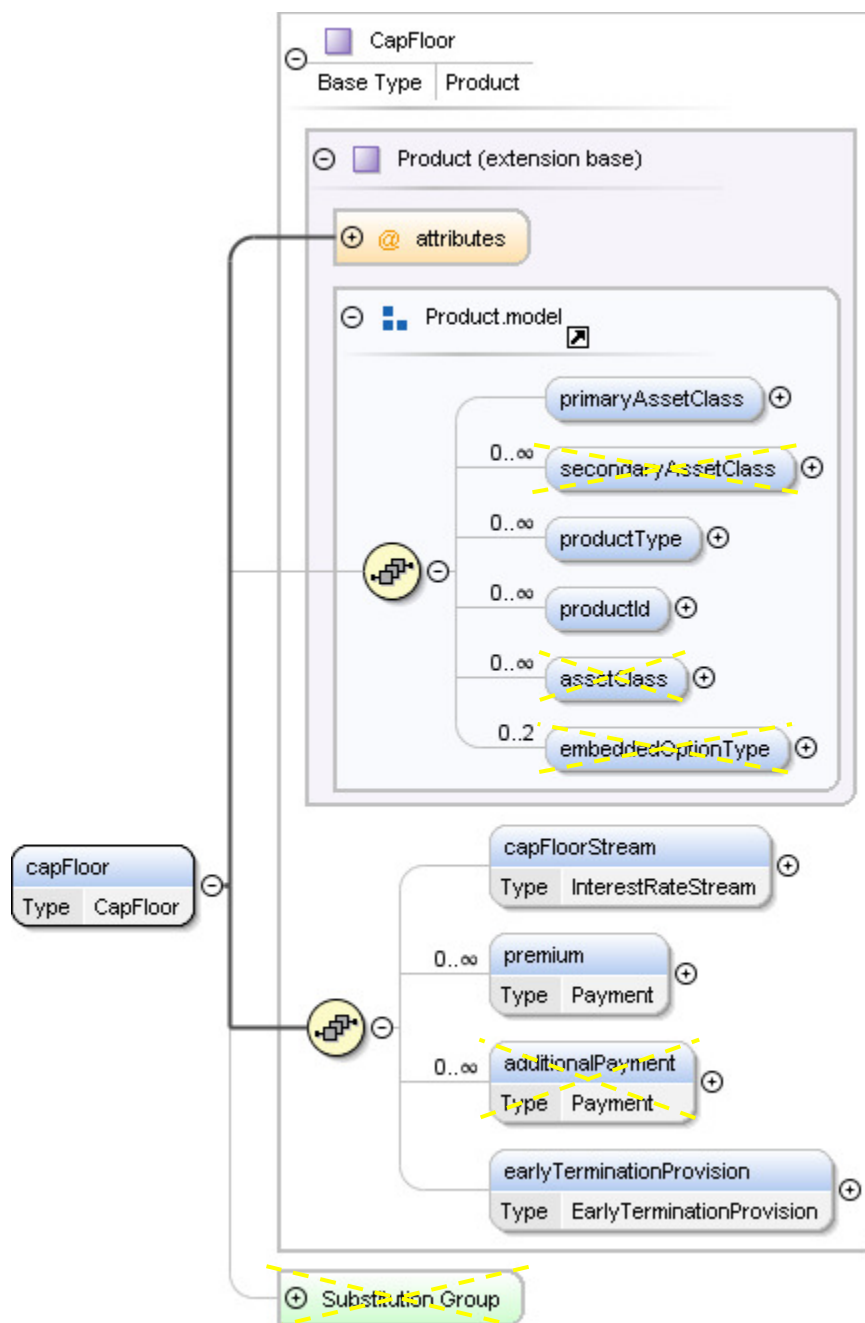 CapFloor
Base Type Product
Product (extension base)
@ attributes
Product.model
primaryAssetClass
0..∞
secondaryAssetClass
0..∞
productType
0..∞
productId
0..∞
assetClass
0..2
embeddedOptionType
capFloor
Type CapFloor
capFloorStream
Type InterestRateStream
0..∞
premium
Type Payment
0..∞
additionalPayment
Type Payment
earlyTerminationProvision
Type EarlyTerminationProvision
Substitution Group